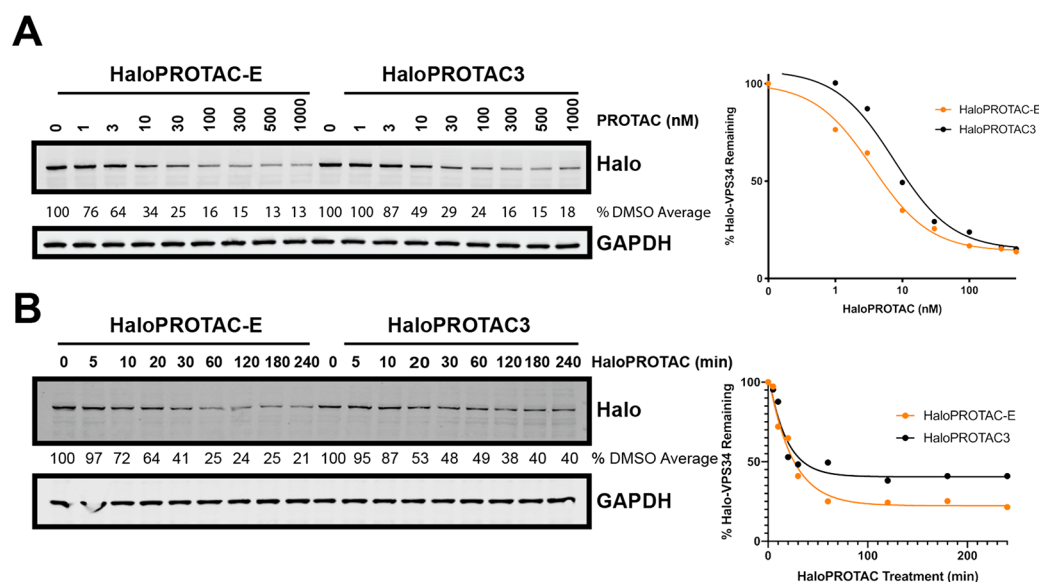 A
HaloPROTAC-E HaloPROTAC3
0 1 3 10 30 100 300 500 1000 0 1 3 10 30 100 300 500 1000 PROTAC (nM)
Halo
100 76 64 34 25 16 15 13 13 100 100 87 49 29 24 16 15 18 % DMSO Average
GAPDH
% Halo-VPS34 Remaining
100
50
0
0 1 10 100
HaloPROTAC (nM)
HaloPROTAC-E
HaloPROTAC3
B
HaloPROTAC-E HaloPROTAC3
0 5 10 20 30 60 120 180 240 0 5 10 20 30 60 120 180 240 HaloPROTAC (min)
Halo
100 97 72 64 41 25 24 25 21 100 95 87 53 48 49 38 40 40 % DMSO Average
GAPDH
% Halo-VPS34 Remaining
100
50
0
0 100 200
HaloPROTAC Treatment (min)
HaloPROTAC-E
HaloPROTAC3